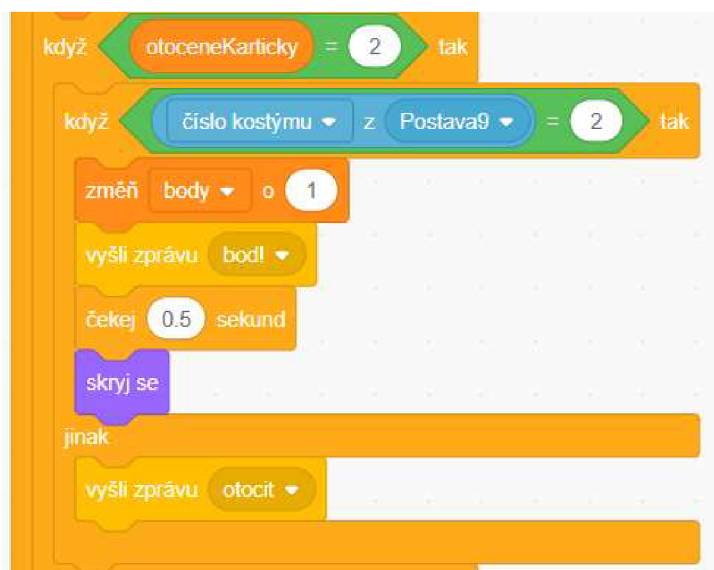 když otoceneKarticky = 2 tak
když číslo kostýmu z Postava9 = 2 tak
změň body o 1
vyšli zprávu bod!
čekej 0.5 sekund
skryj se
jinak
vyšli zprávu otocit